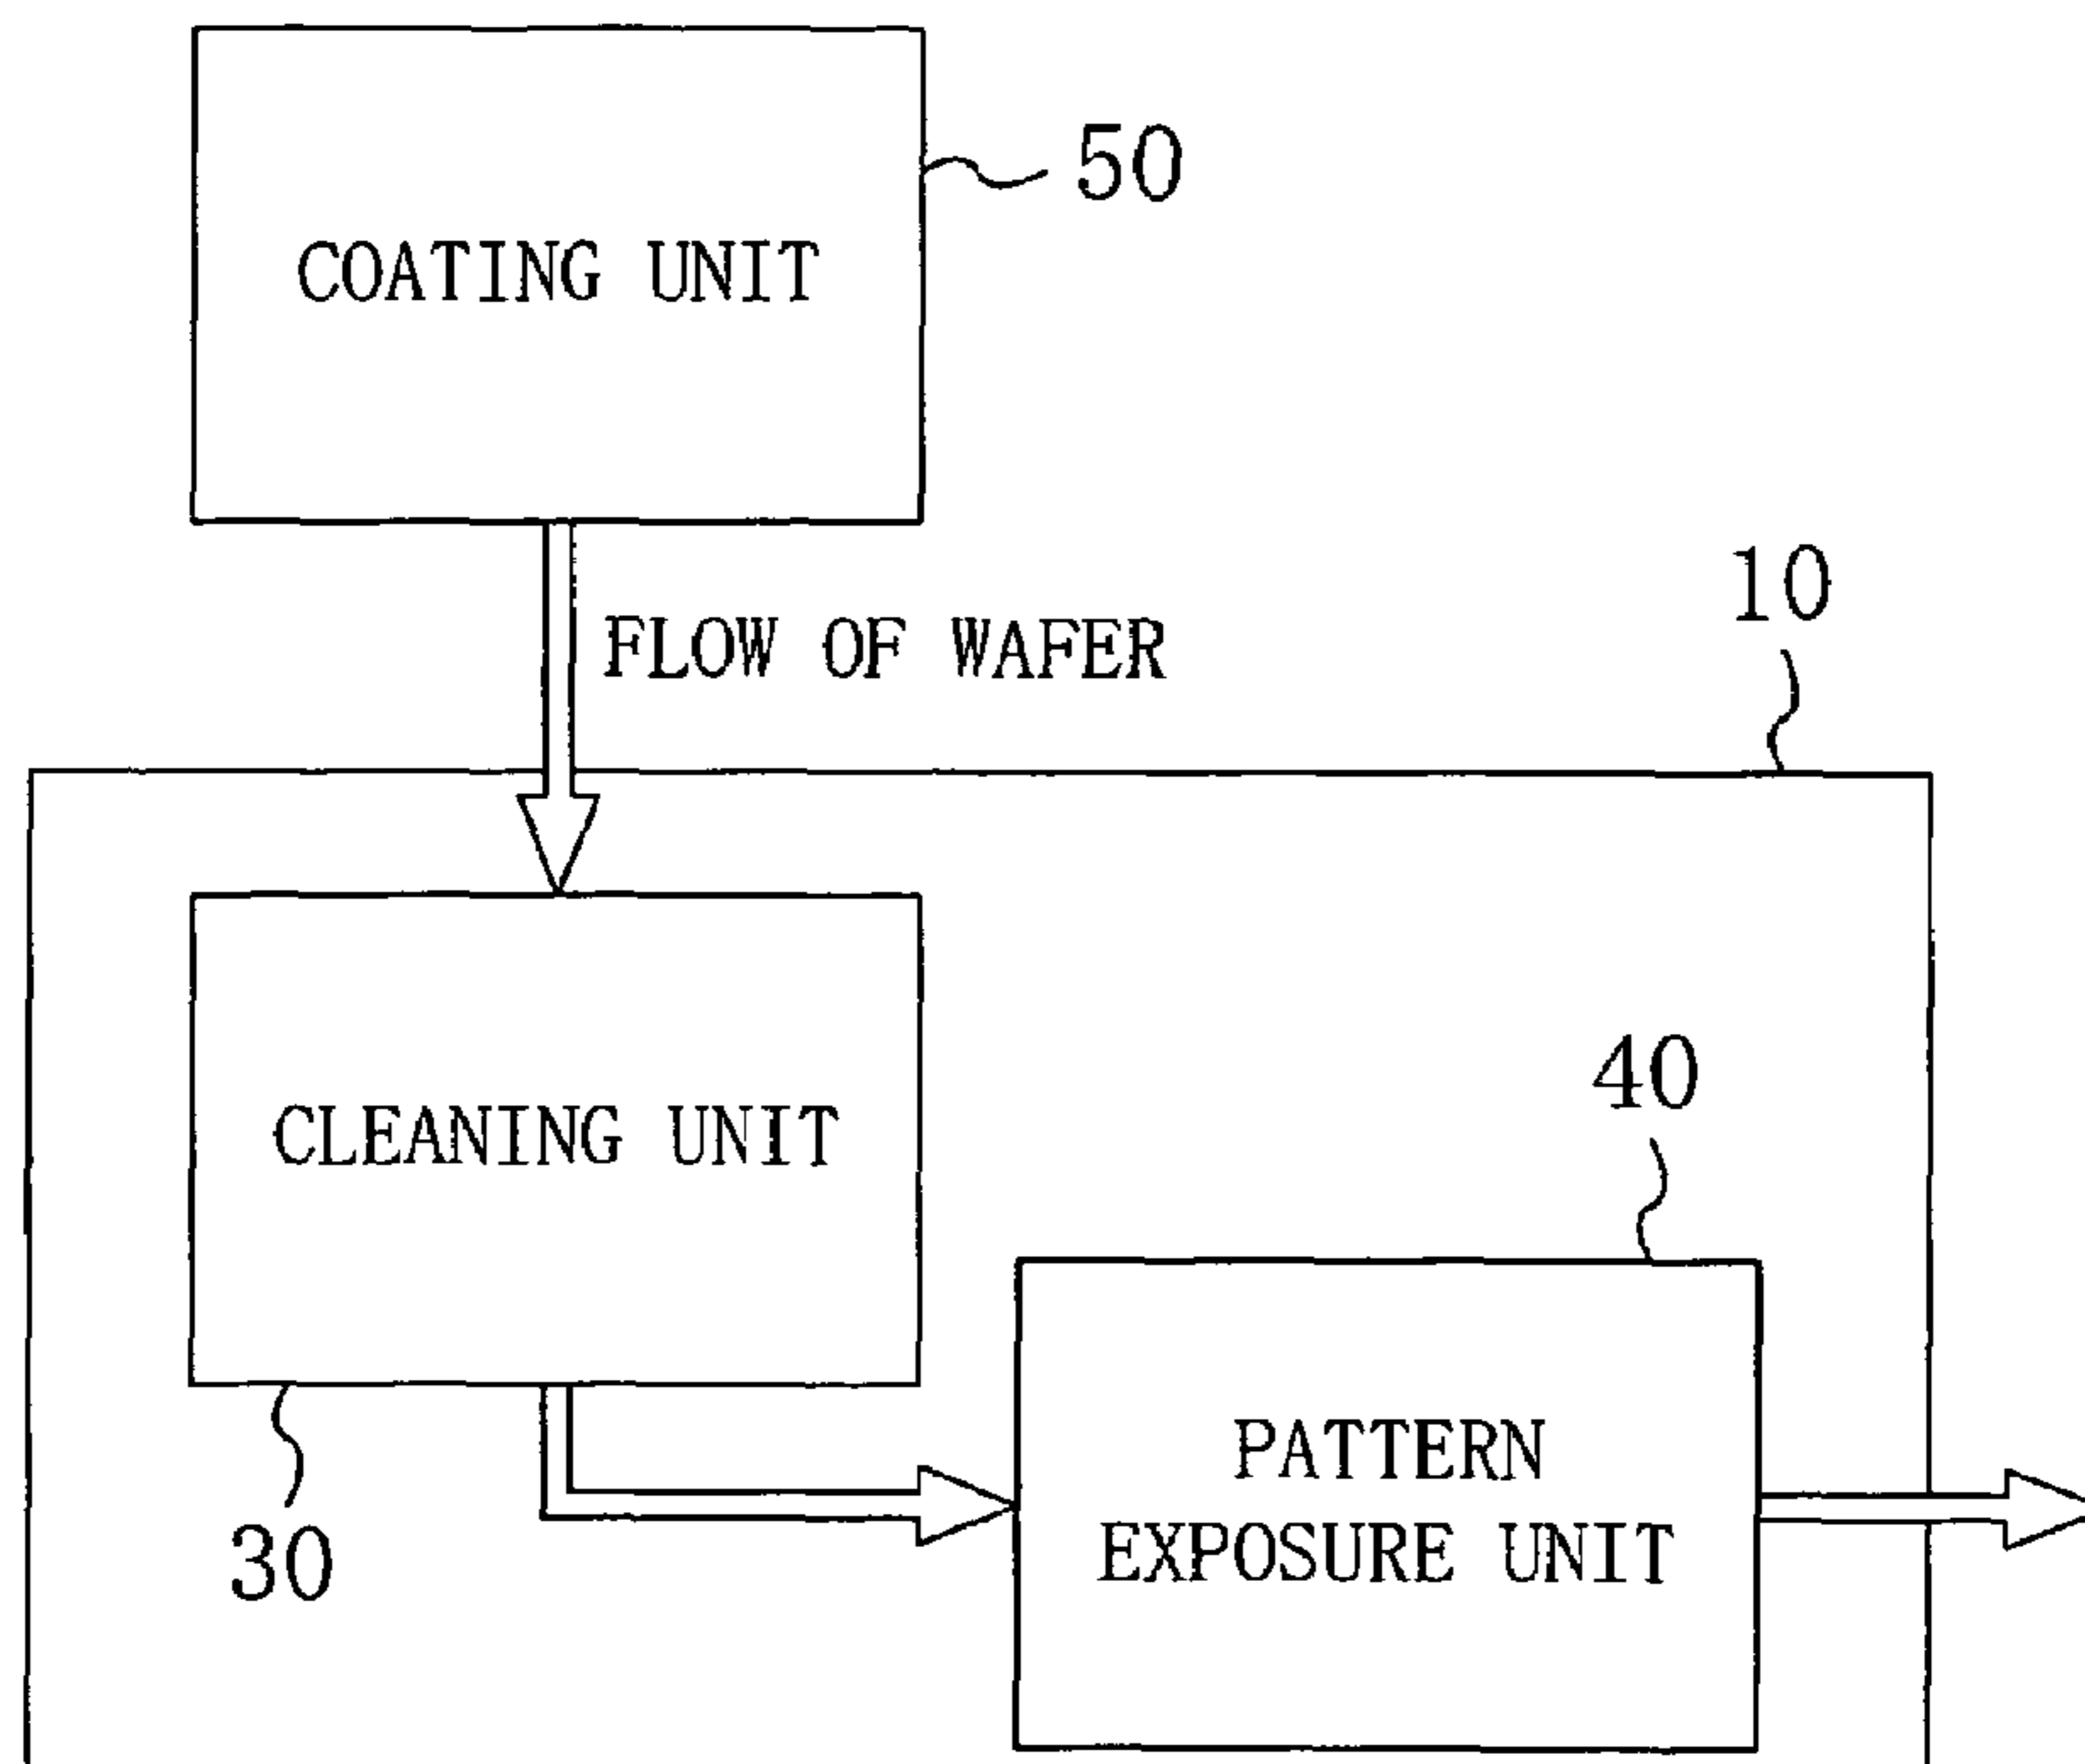 50
COATING UNIT
FLOW OF WAFER
10
CLEANING UNIT
40
30
PATTERN
EXPOSURE UNIT